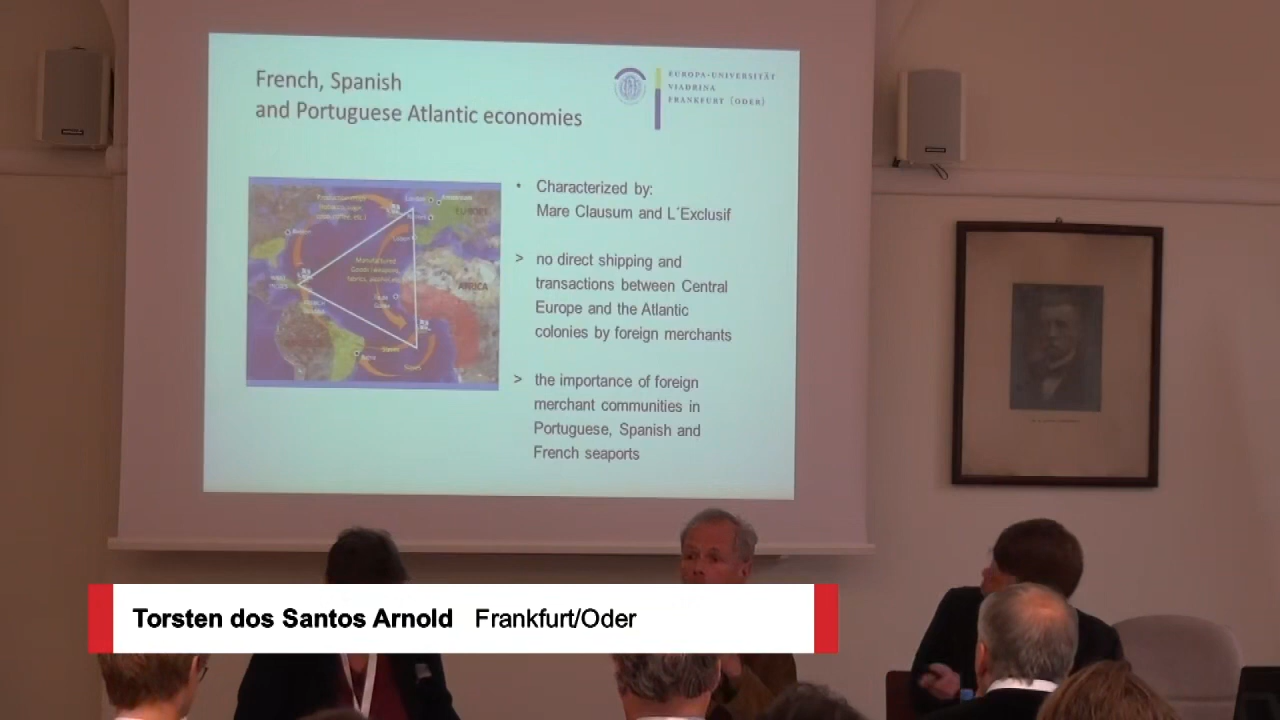 French, Spanish
and Portuguese Atlantic economies
EUROPA-UNIVERSITÄT
VIADRINA
FRANKFURT (ODER)
• Characterized by:
Mare Clausum and L´Exclusif
> no direct shipping and
transactions between Central
Europe and the Atlantic
colonies by foreign merchants
> the importance of foreign
merchant communities in
Portuguese, Spanish and
French seaports
EUROPE
Manufactured
AFRICA
Torsten dos Santos Arnold Frankfurt/Oder